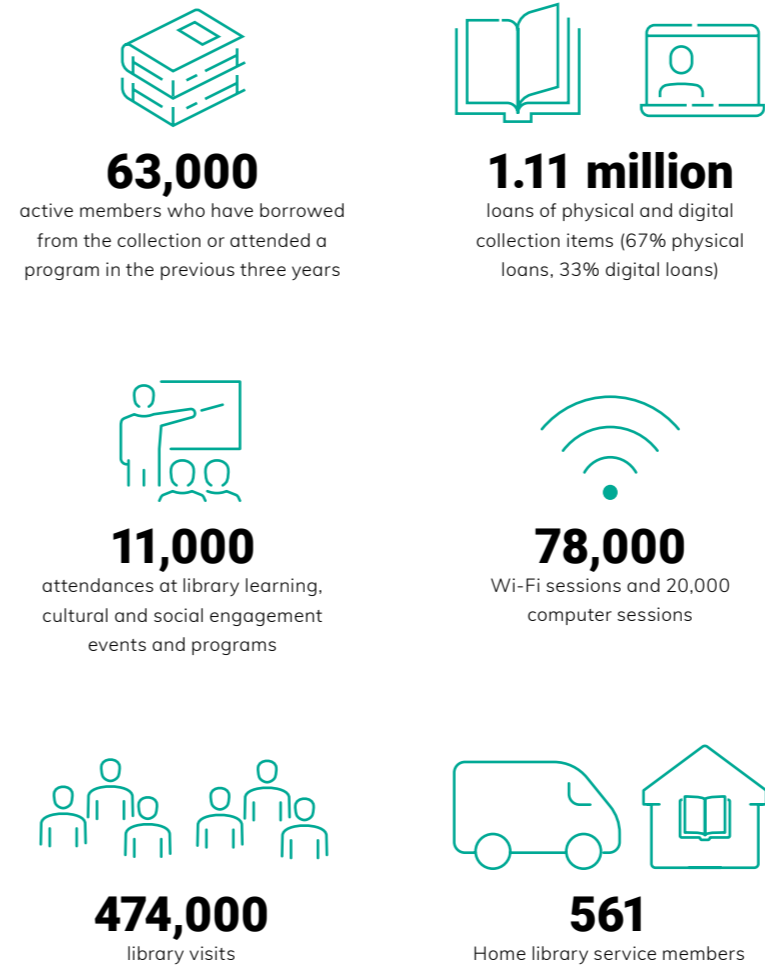 63,000
active members who have borrowed
from the collection or attended a
program in the previous three years
1.11 million
loans of physical and digital
collection items (67% physical
loans, 33% digital loans)
11,000
attendances at library learning,
cultural and social engagement
events and programs
78,000
Wi-Fi sessions and 20,000
computer sessions
474,000
library visits
561
Home library service members